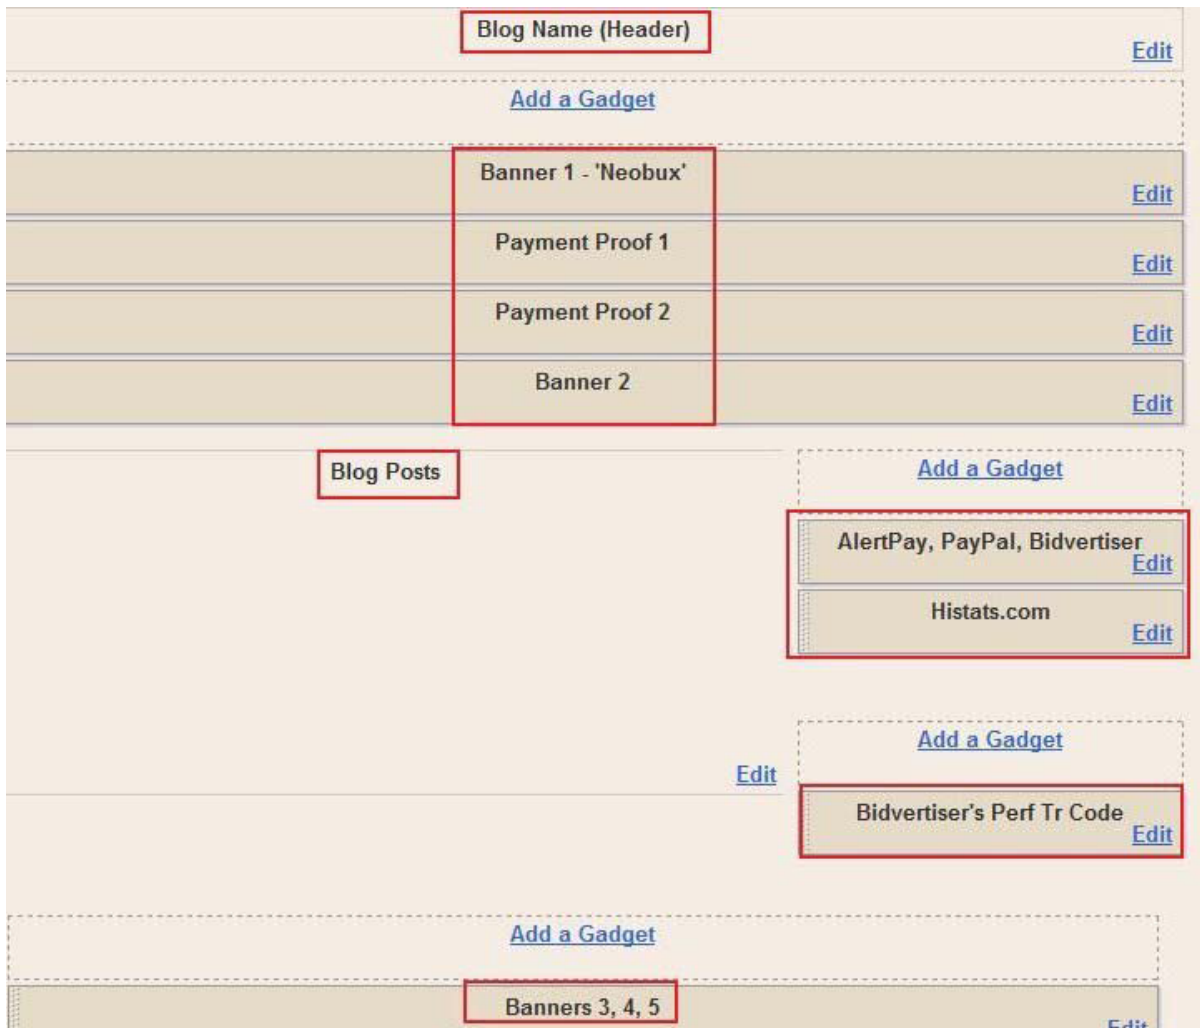 Blog Name (Header)
Edit
Add a Gadget
Banner 1 - 'Neobux'
Edit
Payment Proof 1
Edit
Payment Proof 2
Edit
Banner 2
Edit
Blog Posts
Edit
Add a Gadget
AlertPay, PayPal, Bidvertiser
Edit
Histats.com
Edit
Add a Gadget
Bidvertiser's Perf Tr Code
Edit
Add a Gadget
Banners 3, 4, 5
Edit